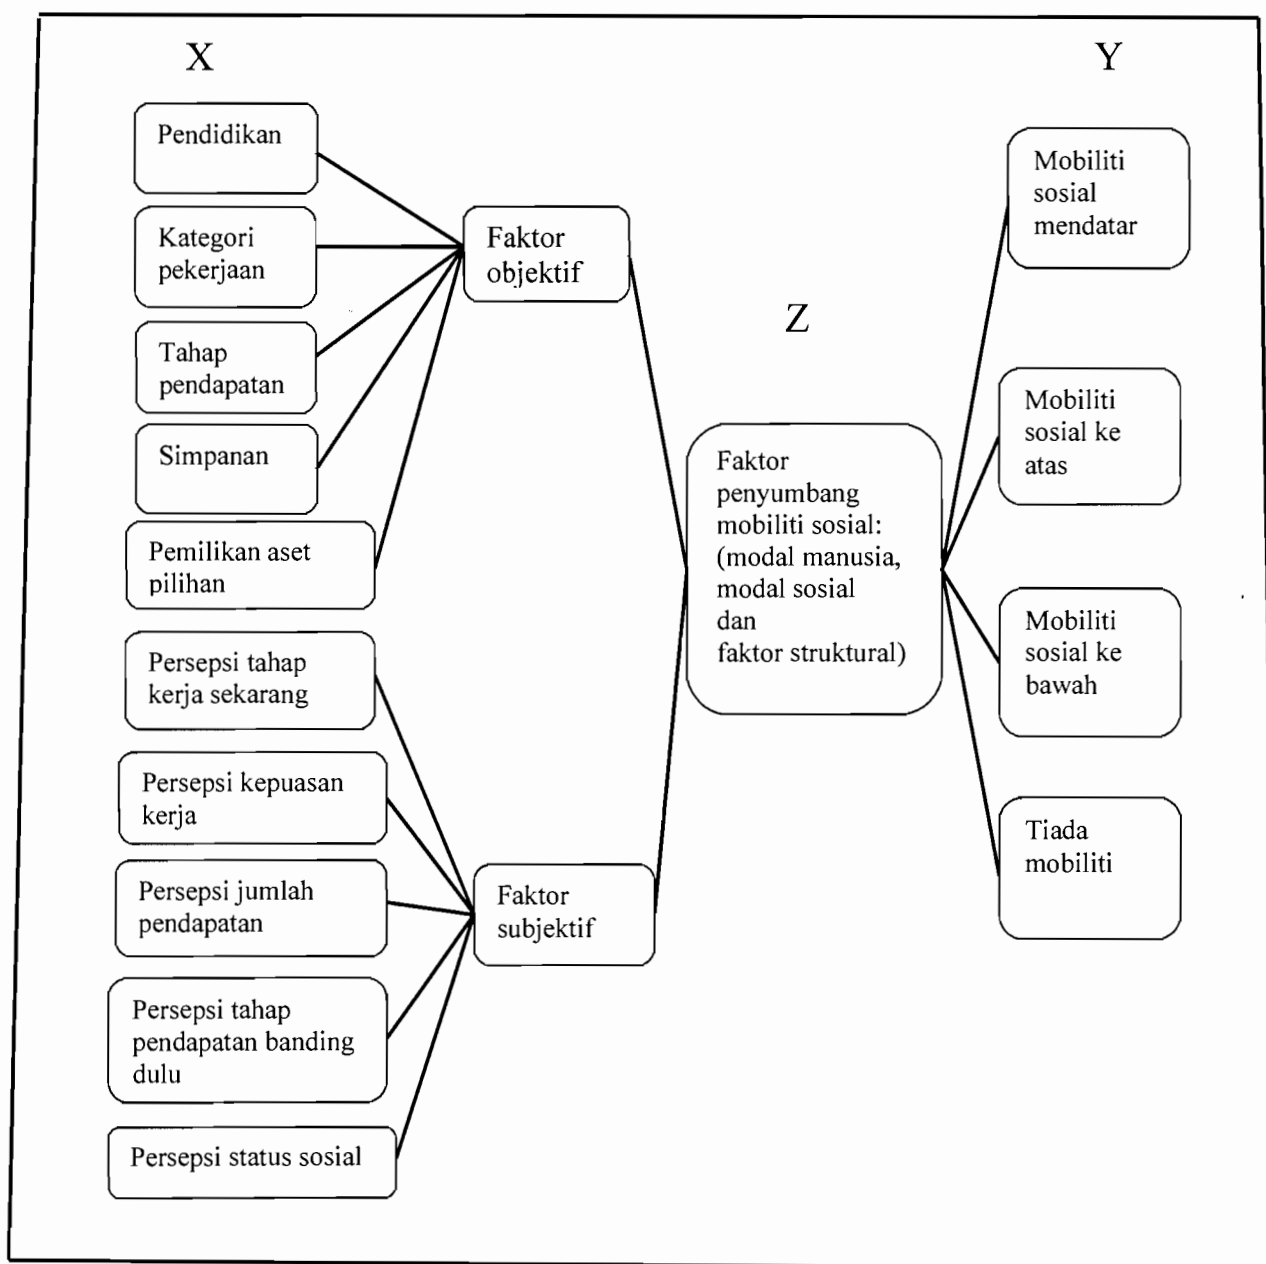 X
Pendidikan
Kategori
pekerjaan
Tahap
pendapatan
Simpanan
Pemilikan aset
pilihan
Persepsi tahap
kerja sekarang
Persepsi kepuasan
kerja
Persepsi jumlah
pendapatan
Persepsi tahap
pendapatan banding
dulu
Persepsi status sosial
Faktor
objektif
Faktor
subjektif
Z
Faktor
penyumbang
mobiliti sosial:
(modal manusia,
modal sosial
dan
faktor struktural)
Y
Mobiliti
sosial
mendatar
Mobiliti
sosial ke
atas
Mobiliti
sosial ke
bawah
Tiada
mobiliti